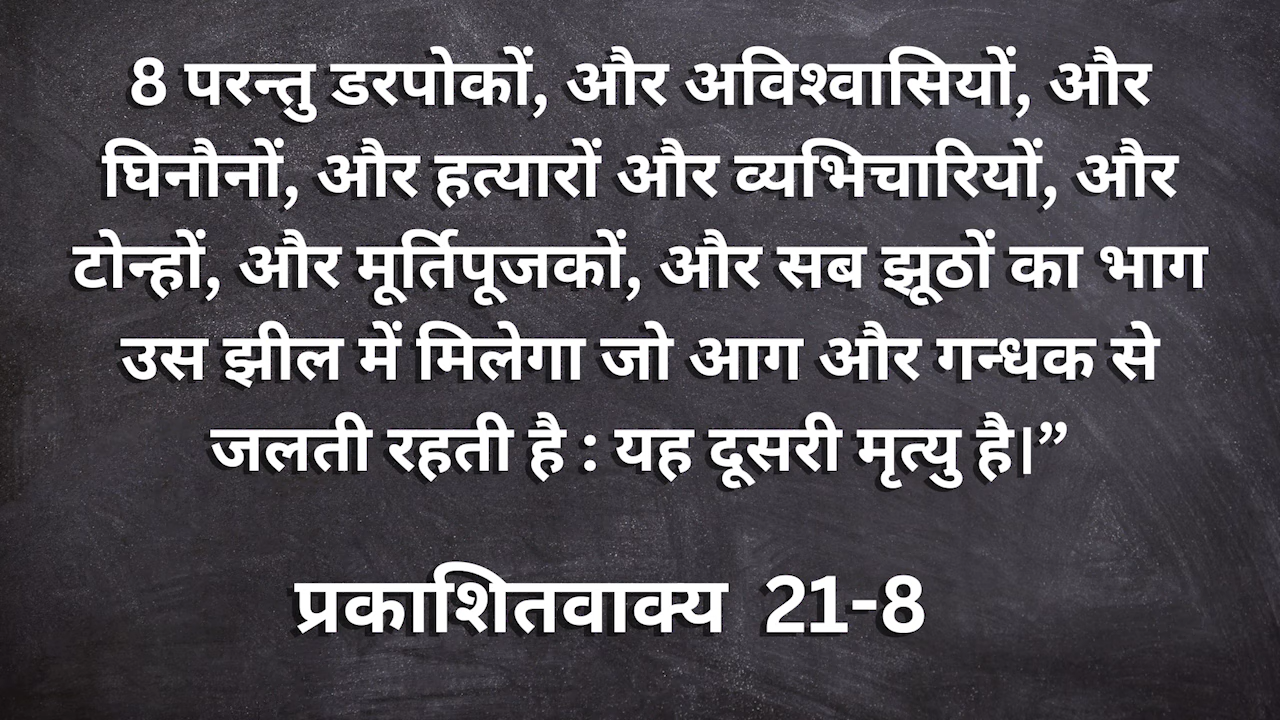 8 परन्तु डरपोकों, और अविश्वासियों, और
घिनौनों, और हत्यारों और व्यभिचारियों, और
टोन्हों, और मूर्तिपूजकों, और सब झूठों का भाग
उस झील में मिलेगा जो आग और गन्धक से
जलती रहती है : यह दूसरी मृत्यु है।”
प्रकाशितवाक्य 21-8